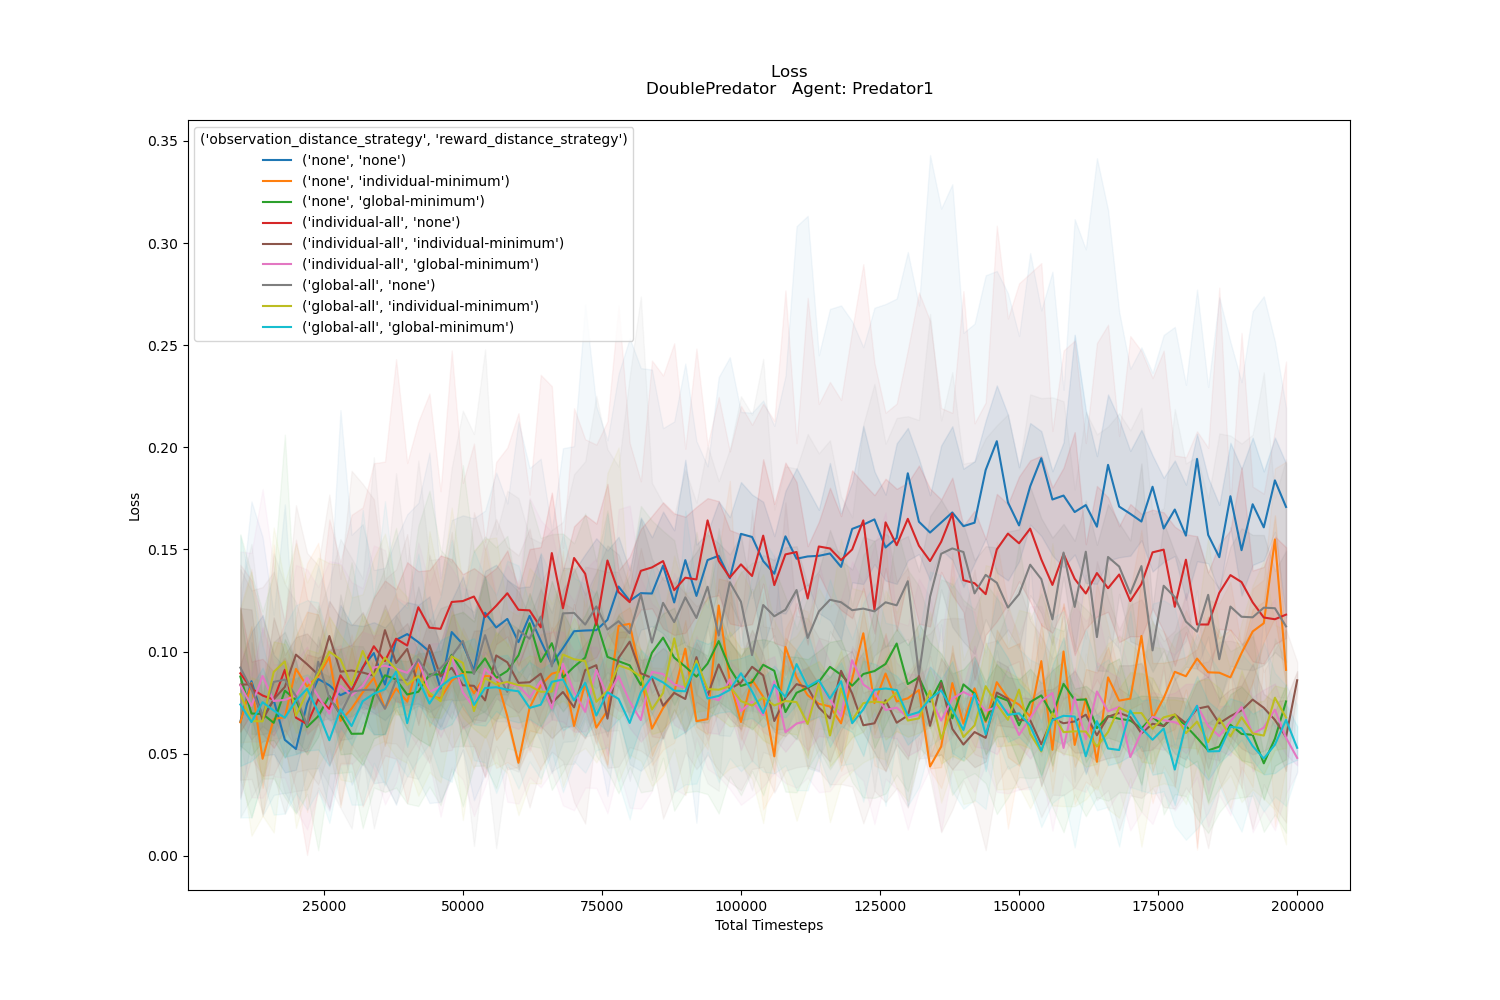 Loss
DoublePredator   Agent: Predator1
('observation_distance_strategy', 'reward_distance_strategy')
('none', 'none')
('none', 'individual-minimum')
('none', 'global-minimum')
('individual-all', 'none')
('individual-all', 'individual-minimum')
('individual-all', 'global-minimum')
('global-all', 'none')
('global-all', 'individual-minimum')
('global-all', 'global-minimum')
0.35
0.30
0.25
0.20
0.15
0.10
0.05
0.00
Loss
25000 50000 75000 100000 125000 150000 175000 200000
Total Timesteps